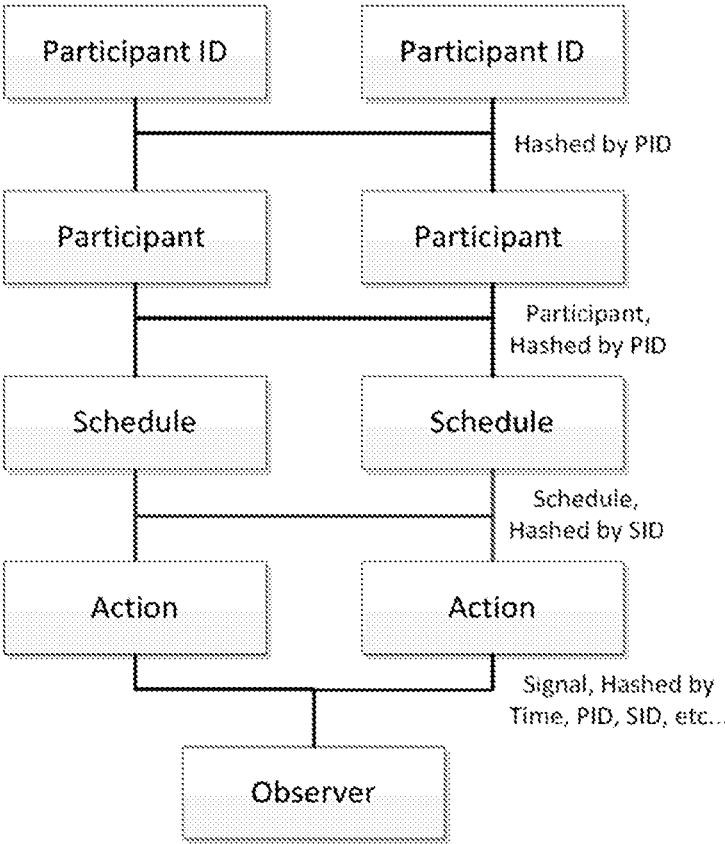 Participant ID
Participant ID
Hashed by PID
Participant
Participant
Participant,
Hashed by PID
Schedule
Schedule
Schedule,
Hashed by SID
Action
Action
Signal, Hashed by
Time, PID, SID, etc...
Observer